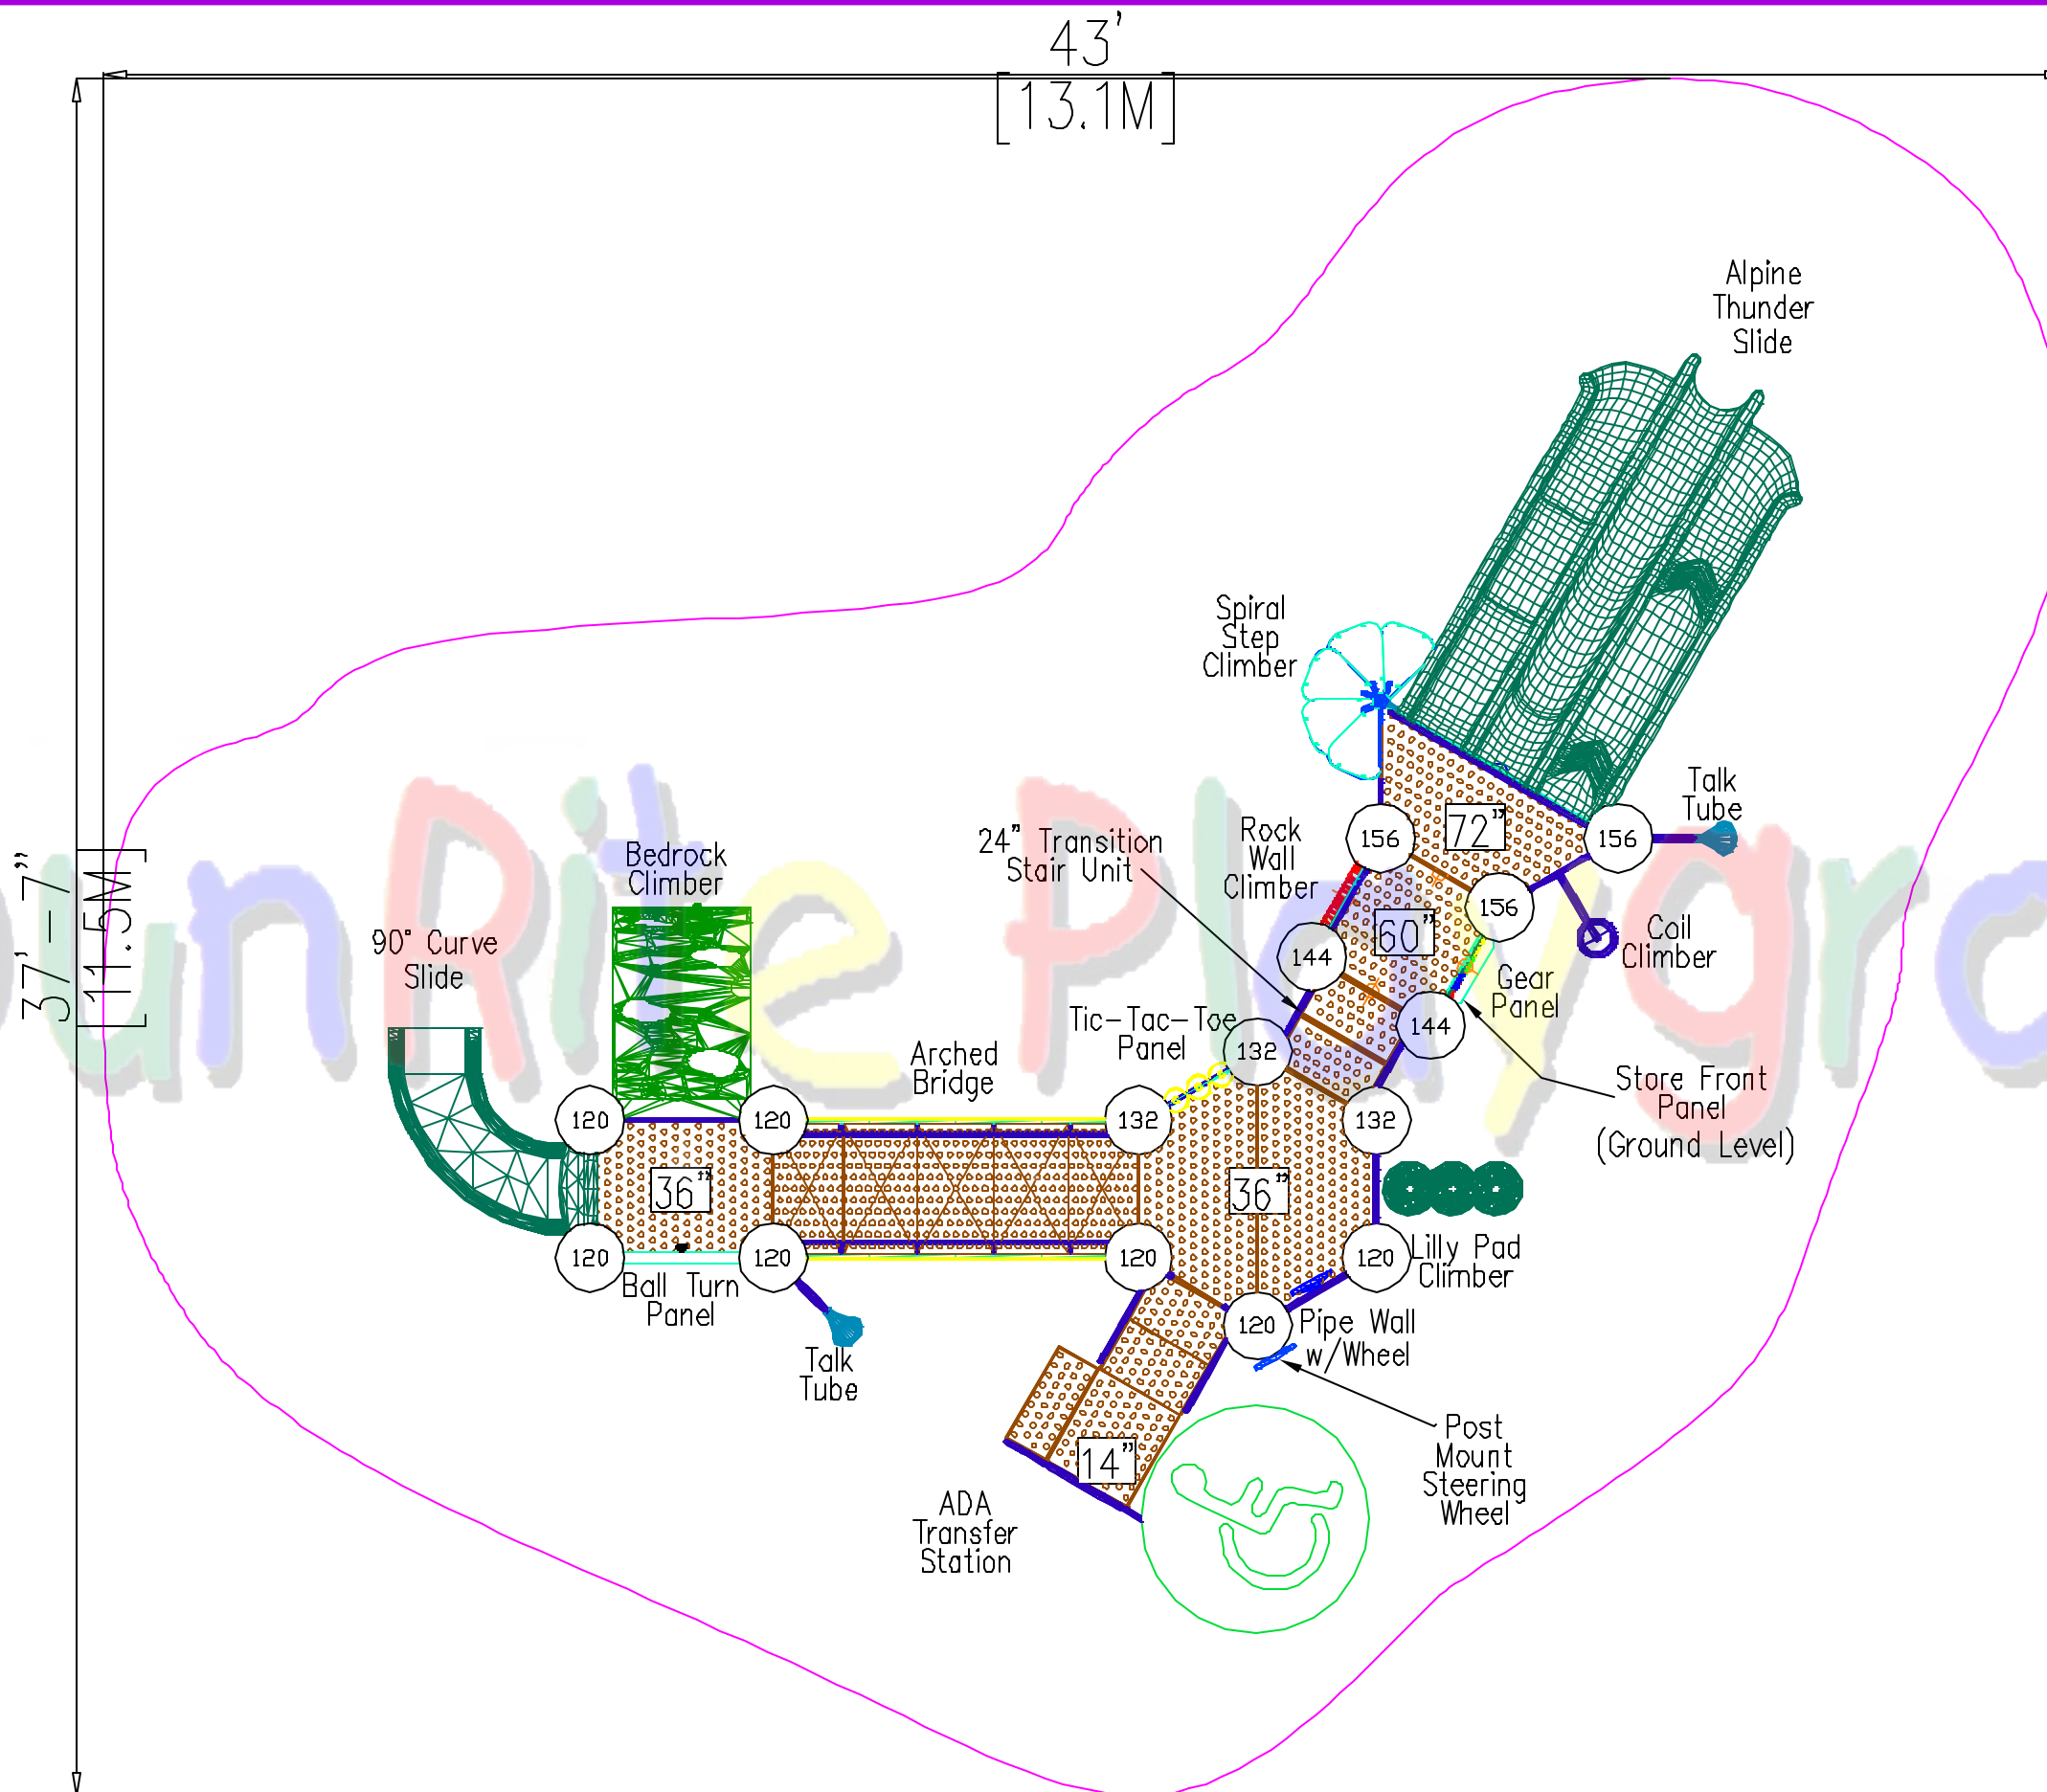 43'
[13.1M]
Alpine
Thunder
Slide
Spiral
Step
Climber
Talk
Tube
72"
156
156
24" Transition
Stair Unit
Rock
Wall
Climber
Bedrock
Climber
37'-7"
[11.5M]
unRite Playgro
156
60"
Coil
Climber
90° Curve
Slide
144
Gear
Panel
144
Tic-Tac-Toe
Panel
132
Arched
Bridge
Store Front
Panel
(Ground Level)
120
120
132
132
36"
36"
120
120
120
120
Lilly Pad
Climber
Ball Turn
Panel
120
Pipe Wall
w/Wheel
Talk
Tube
Post
Mount
Steering
Wheel
14"
ADA
Transfer
Station